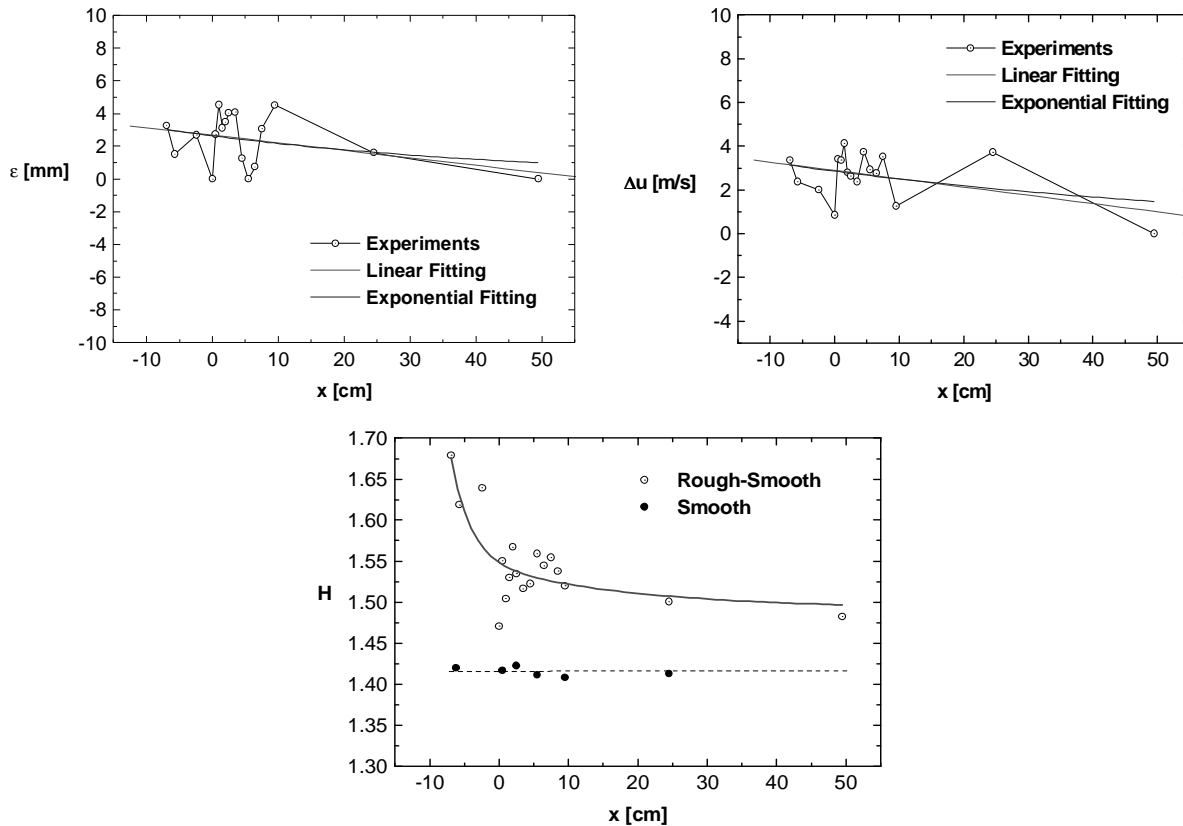 10
8
6
4
2
0
-2
-4
-6
-8
-10
ε [mm]
Experiments
Linear Fitting
Exponential Fitting
-10 0 10 20 30 40 50
x [cm]
10
8
6
4
2
0
-2
-4
Δu [m/s]
Experiments
Linear Fitting
Exponential Fitting
-10 0 10 20 30 40 50
x [cm]
1.70
1.65
1.60
1.55
1.50
1.45
1.40
1.35
1.30
H
Rough-Smooth
Smooth
-10 0 10 20 30 40 50
x [cm]